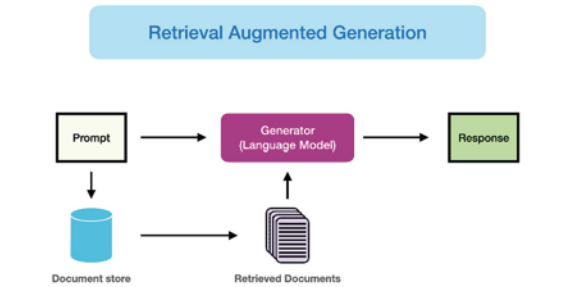 Retrieval Augmented Generation
Prompt
Generator
(Language Model)
Response
Document store
Retrieved Documents